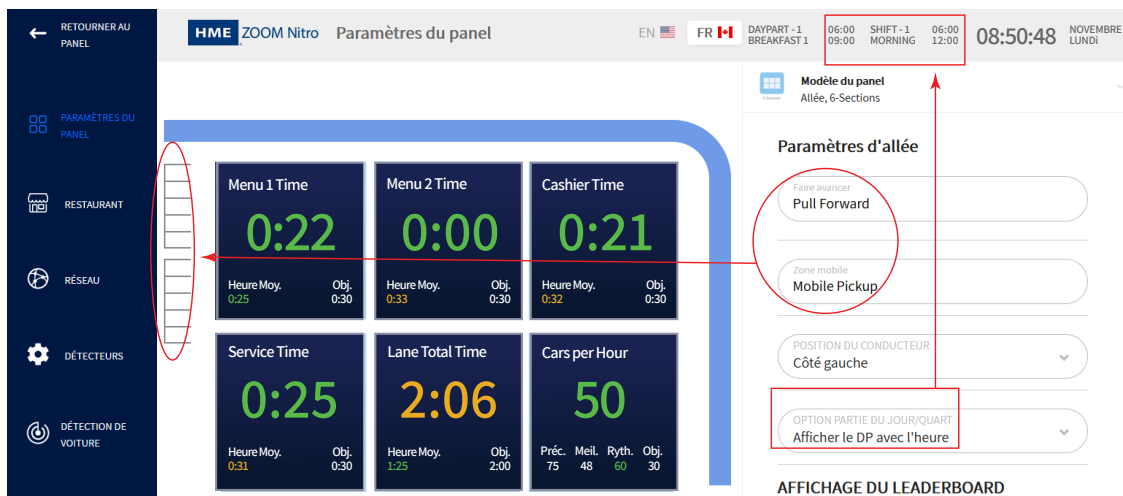 RETOURNER AU
PANEL
HME ZOOM Nitro Paramètres du panel
EN FR
DAYPART - 1
BREAKFAST 1
06:00 SHIFT - 1 06:00
09:00 MORNING 12:00
08:50:48
NOVEMBRE
LUNDi
PARAMÈTRES DU
PANEL
RESTAURANT
RÉSEAU
DÉTECTEURS
DÉTECTION DE
VOITURE
Menu 1 Time
0:22
Heure Moy. Obj.
0:25 0:30
Menu 2 Time
0:00
Heure Moy. Obj.
0:33 0:30
Cashier Time
0:21
Heure Moy. Obj.
0:32 0:30
Service Time
0:25
Heure Moy. Obj.
0:31 0:30
Lane Total Time
2:06
Heure Moy. Obj.
1:25 2:00
Cars per Hour
50
Préc. Meil. Ryth. Obj.
75 48 60 30
Modèle du panel
Allée, 6-Sections
Paramètres d'allée
Faire avancer
Pull Forward
Zone mobile
Mobile Pickup
POSITION DU CONDUCTEUR
Côté gauche
OPTION PARTIE DU JOUR/QUART
Afficher le DP avec l'heure
AFFICHAGE DU LEADERBOARD